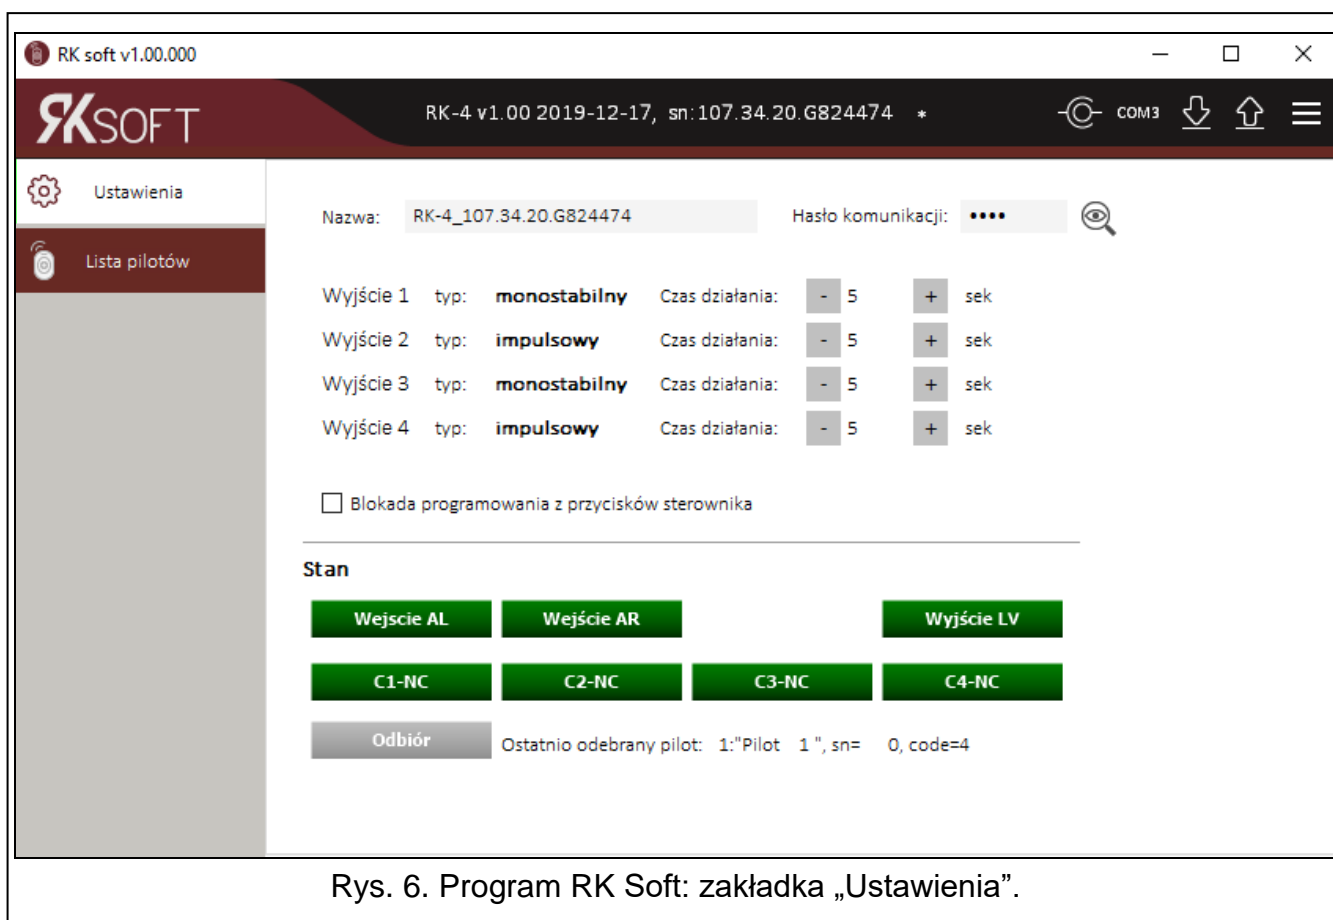 RK soft v1.00.000
RKSOFT
RK-4 v1.00 2019-12-17, sn:107.34.20.G824474 *
COM3
Ustawienia
Lista pilotów
Nazwa: RK-4_107.34.20.G824474 Hasło komunikacji: ••••
Wyjście 1 typ: monostabilny Czas działania: - 5 + sek
Wyjście 2 typ: impulsowy Czas działania: - 5 + sek
Wyjście 3 typ: monostabilny Czas działania: - 5 + sek
Wyjście 4 typ: impulsowy Czas działania: - 5 + sek
Blokada programowania z przycisków sterownika
Stan
Wejscie AL Wejście AR Wyjście LV
C1-NC C2-NC C3-NC C4-NC
Odbiór Ostatnio odebrany pilot: 1:"Pilot 1 ", sn= 0, code=4
Rys. 6. Program RK Soft: zakładka „Ustawienia”.